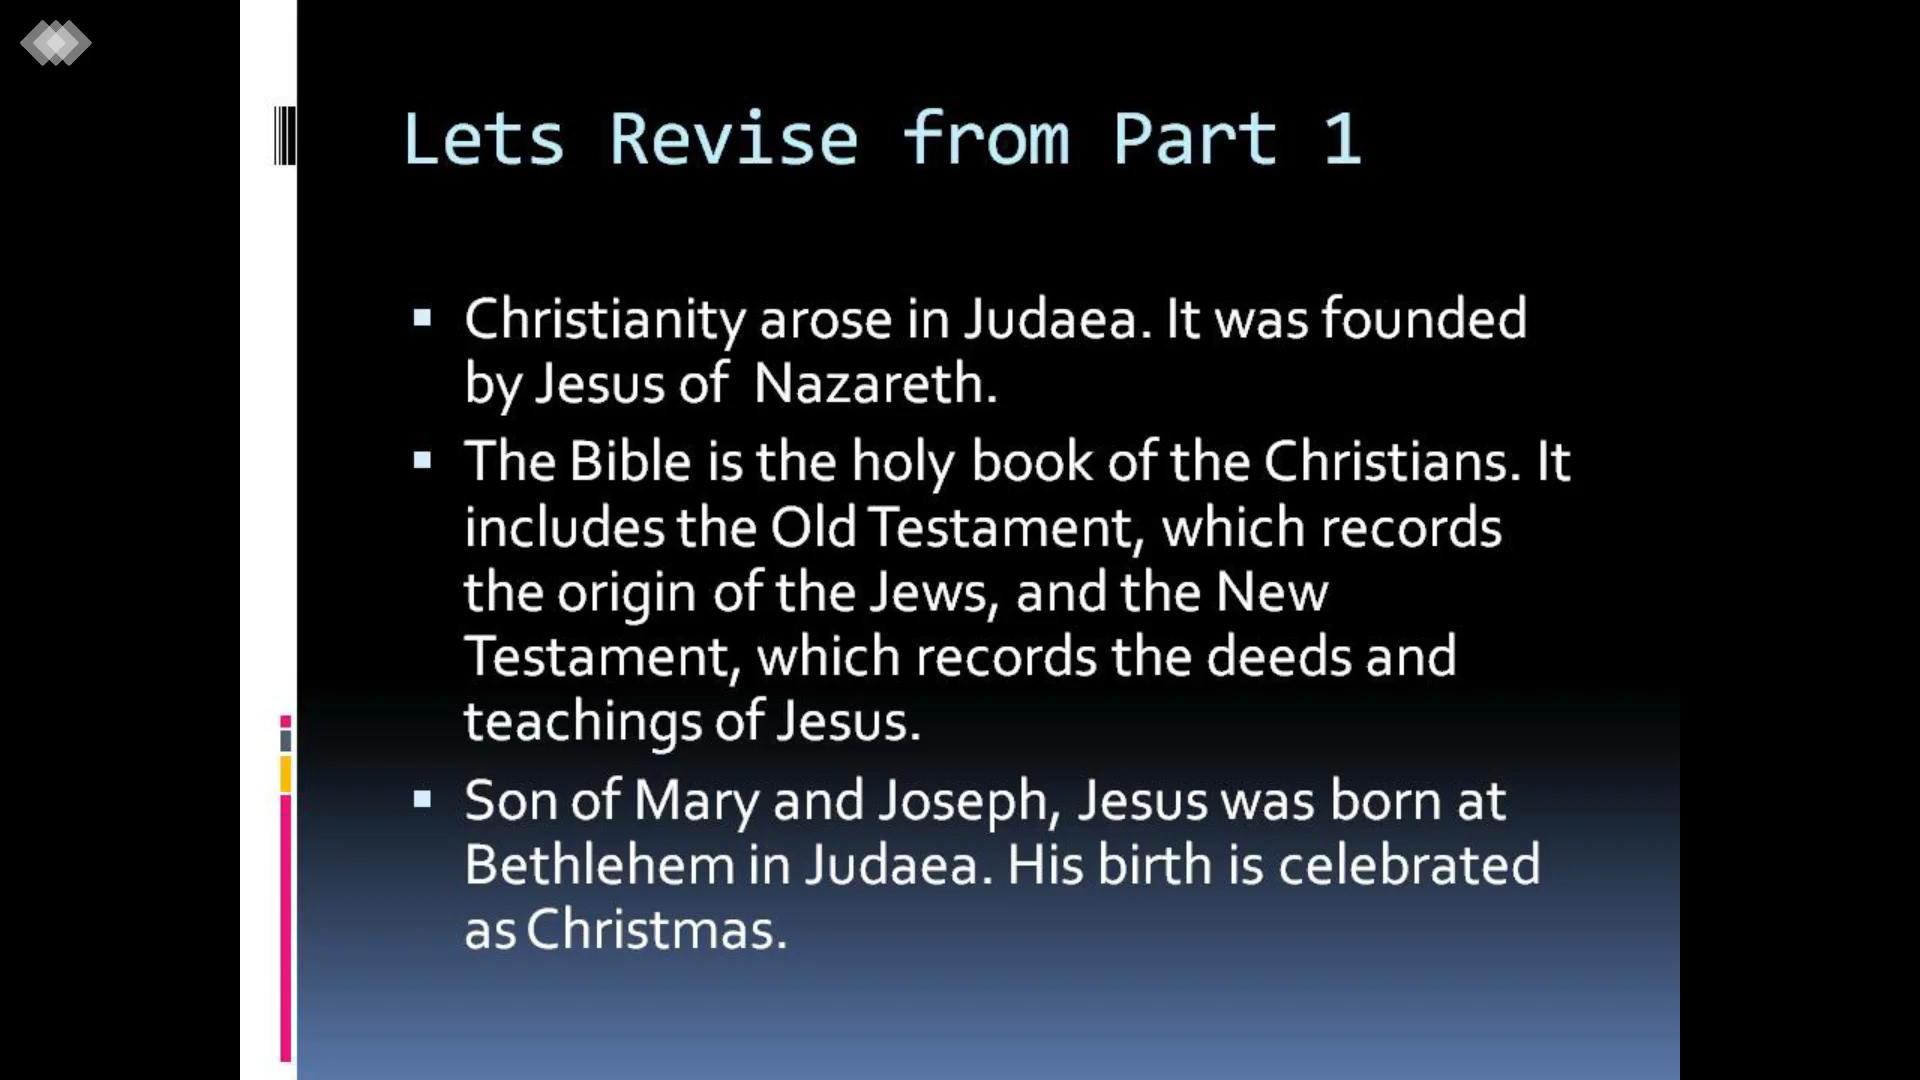 Lets Revise from Part 1
▪ Christianity arose in Judaea. It was founded
by Jesus of Nazareth.
▪ The Bible is the holy book of the Christians. It
includes the Old Testament, which records
the origin of the Jews, and the New
Testament, which records the deeds and
teachings of Jesus.
▪ Son of Mary and Joseph, Jesus was born at
Bethlehem in Judaea. His birth is celebrated
as Christmas.